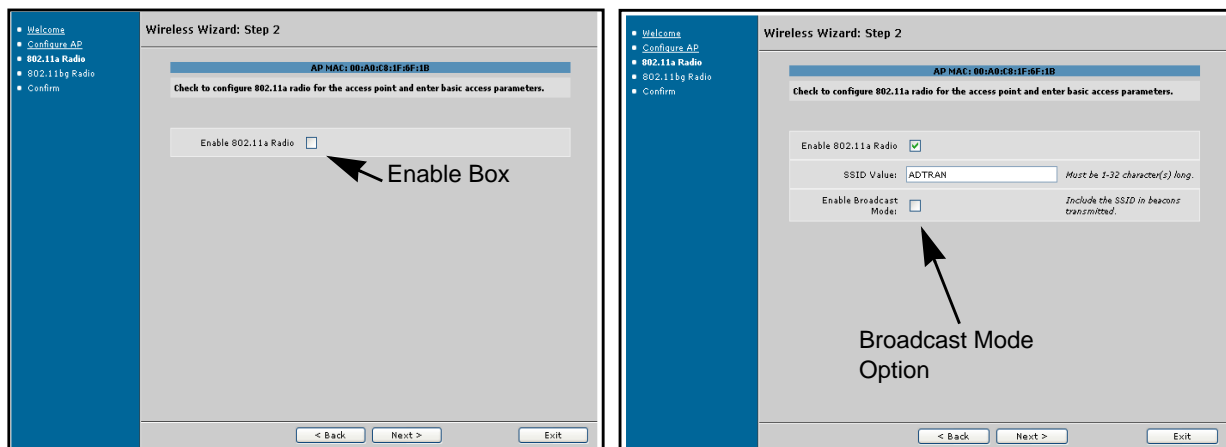 Welcome
Configure AP
802.11a Radio
802.11bg Radio
Confirm
Wireless Wizard: Step 2
AP MAC: 00:A0:C8:1F:6F:1B
Check to configure 802.11a radio for the access point and enter basic access parameters.
Enable 802.11a Radio
Enable Box
< Back
Next >
Exit
Welcome
Configure AP
802.11a Radio
802.11bg Radio
Confirm
Wireless Wizard: Step 2
AP MAC: 00:A0:C8:1F:6F:1B
Check to configure 802.11a radio for the access point and enter basic access parameters.
Enable 802.11a Radio
SSID Value: ADTRAN Must be 1-32 character(s) long.
Enable Broadcast Include the SSID in beacons
Mode: transmitted.
Broadcast Mode
Option
< Back
Next >
Exit